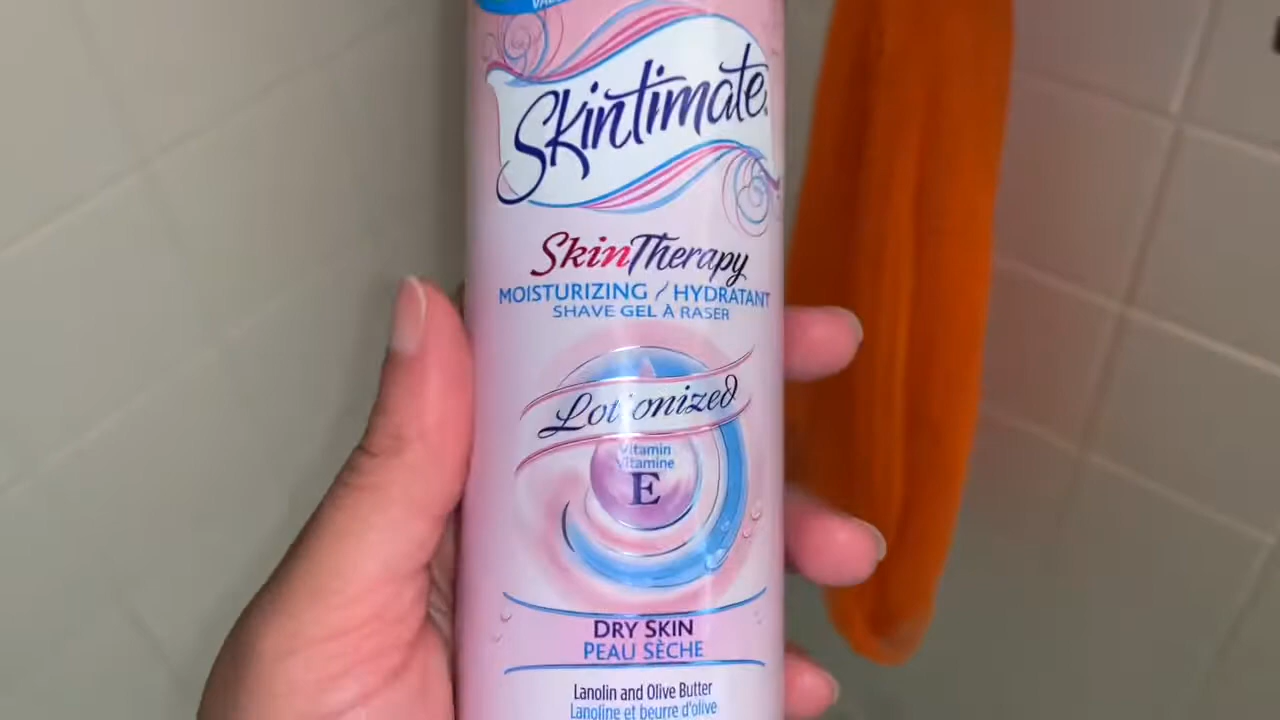 Skintimate
SkinTherapy
MOISTURIZING / HYDRATANT
SHAVE GEL À RASER
Lotionized
Vitamin
Vitamine
E
DRY SKIN
PEAU SÈCHE
Lanolin and Olive Butter
Lanoline et beurre d'olive